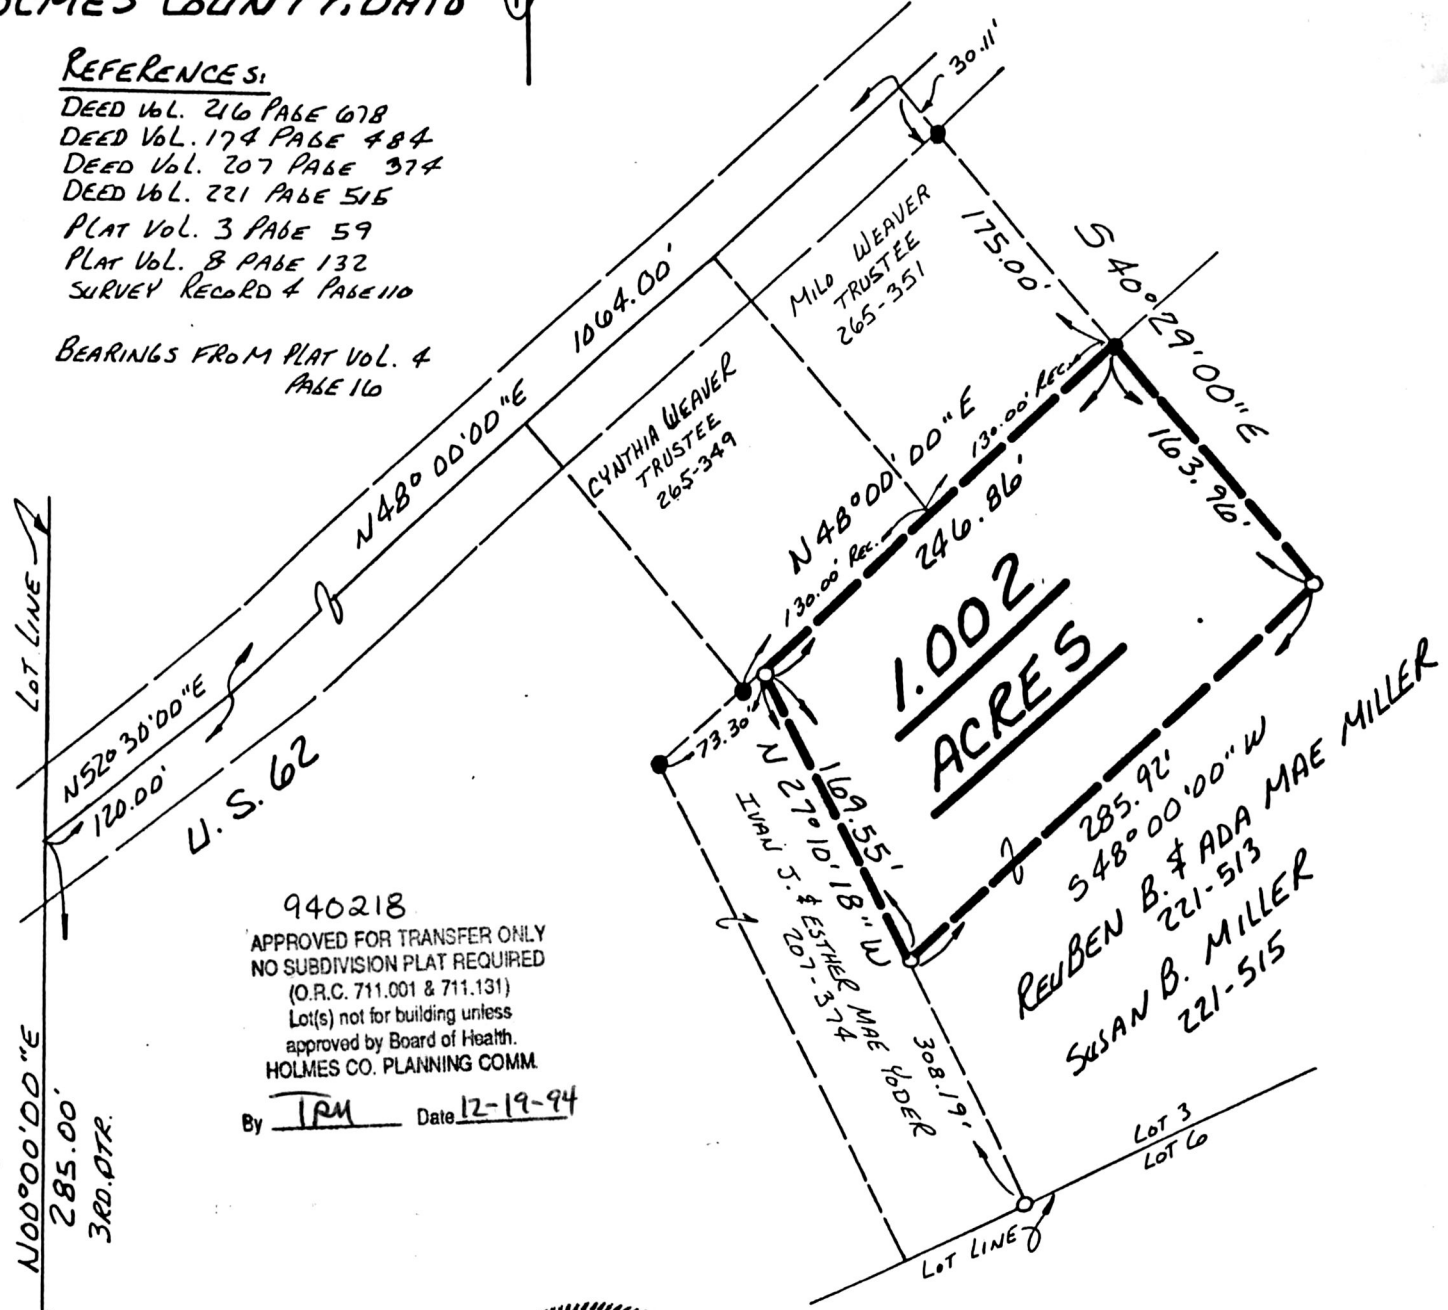 HOLMES COUNTY, OHIO
REFERENCES:
DEED VOL. 216 PAGE 678
DEED VOL. 174 PAGE 484
DEED VOL. 207 PAGE 374
DEED VOL. 221 PAGE 515
PLAT VOL. 3 PAGE 59
PLAT VOL. 8 PAGE 132
SURVEY RECORD 4 PAGE 110
BEARINGS FROM PLAT VOL. 4
PAGE 16
30.11'
175.00'
S 40° 29' 00" E
163.96'
MILO WEAVER
TRUSTEE
265-351
1064.00'
N48° 00' 00" E
CYNTHIA WEAVER
TRUSTEE
265-349
N 48° 00' 00" E
130.00' REC.
130.00' REC.
246.86'
1.002
ACRES
LOT LINE
N52° 30' 00" E
120.00'
U.S. 62
73.30'
N 27° 10' 18" W
169.55'
IVAN J. & ESTHER MAE YODER
207-374
308.19'
285.92'
S 48° 00' 00" W
REUBEN B. & ADA MAE MILLER
221-513
SUSAN B. MILLER
221-515
940218
APPROVED FOR TRANSFER ONLY
NO SUBDIVISION PLAT REQUIRED
(O.R.C. 711.001 & 711.131)
Lot(s) not for building unless
approved by Board of Health.
HOLMES CO. PLANNING COMM.
By Date 12-19-94
N00° 00' 00" E
285.00'
3RD. QTR.
LOT 3
LOT 6
LOT LINE